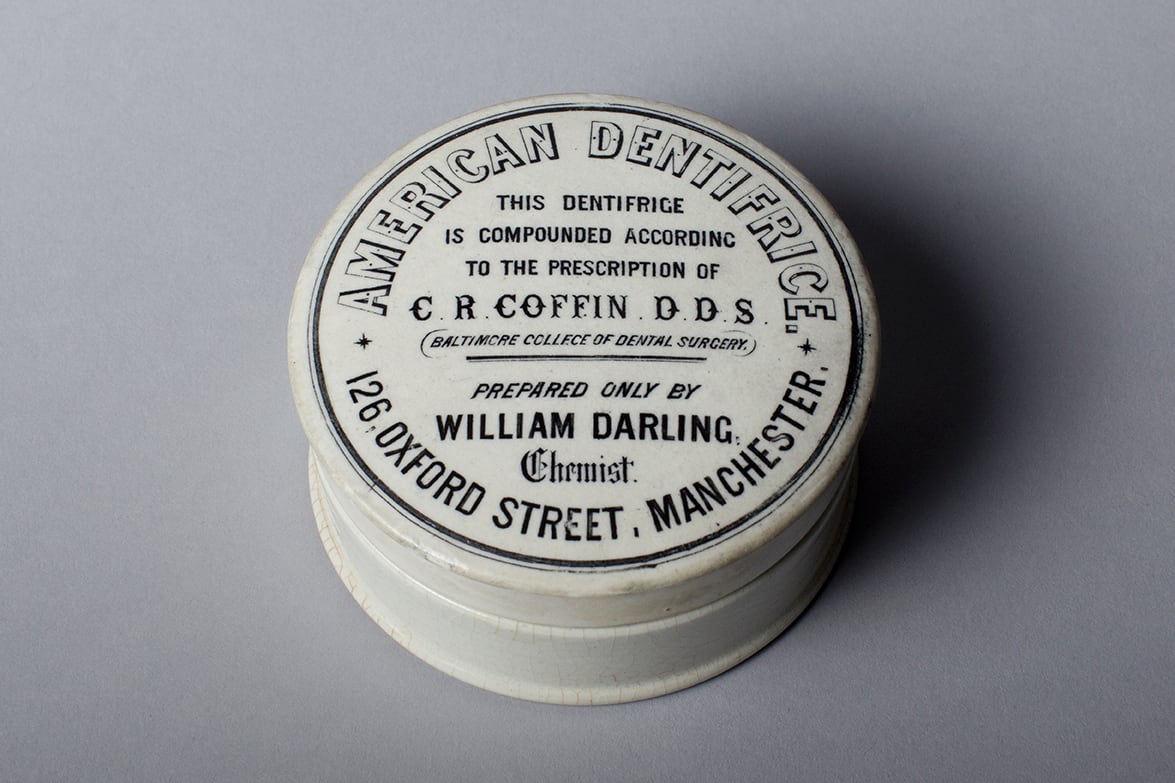 AMERICAN DENTIFRICE.
THIS DENTIFRICE
IS COMPOUNDED ACCORDING
TO THE PRESCRIPTION OF
C. R. COFFIN. D. D. S.
(BALTIMORE COLLEGE OF DENTAL SURGERY.)
PREPARED ONLY BY
WILLIAM DARLING,
Chemist.
126, OXFORD STREET, MANCHESTER.